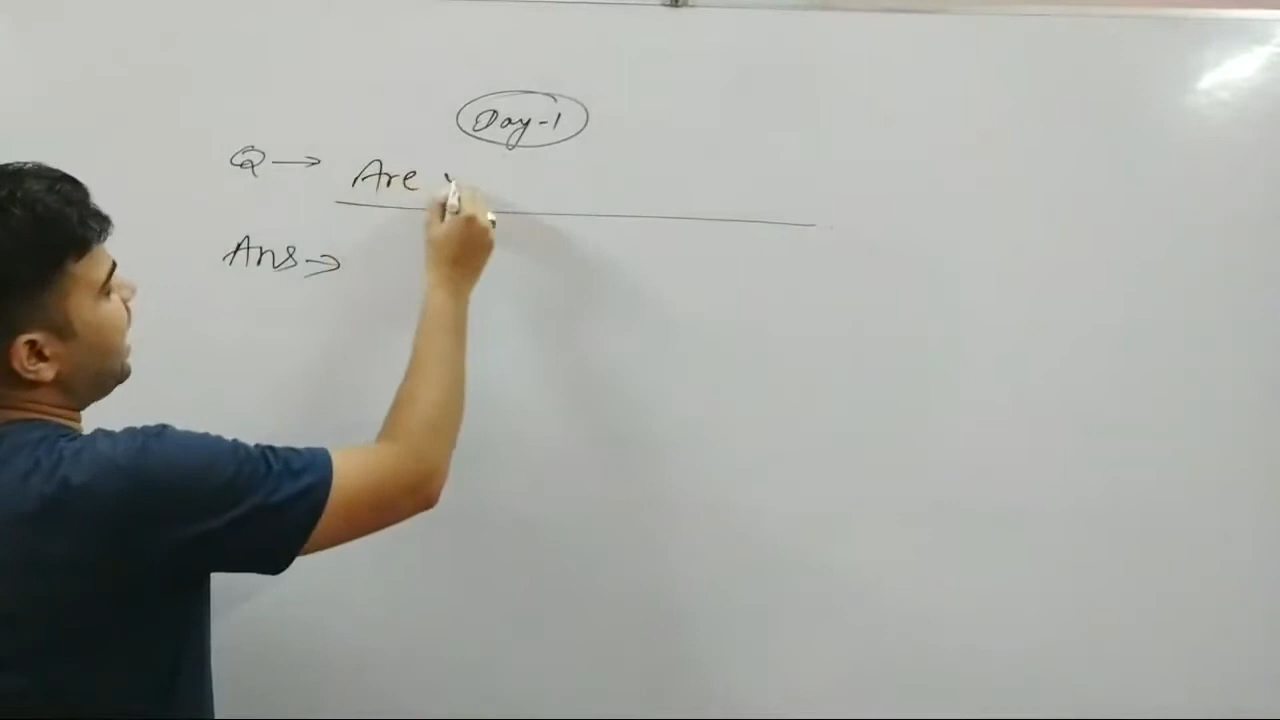 Day-1
Q → Are
Ans →